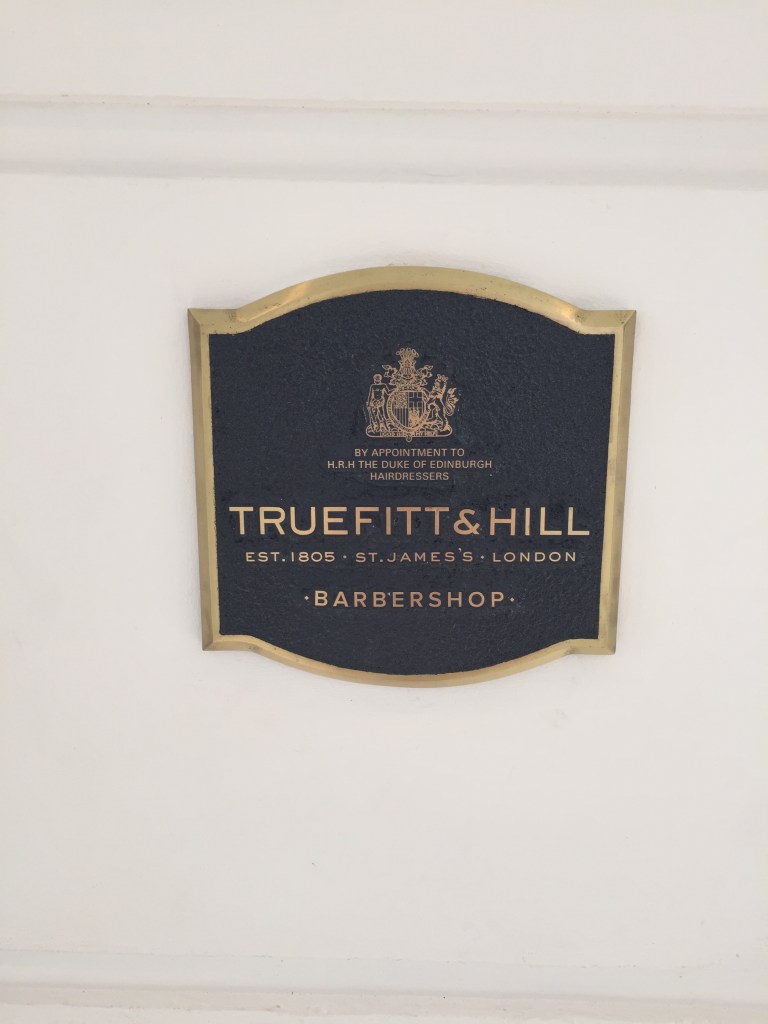 BY APPOINTMENT TO
H.R.H THE DUKE OF EDINBURGH
HAIRDRESSERS
TRUEFITT & HILL
EST. 1805 · ST. JAMES'S · LONDON
·BARBERSHOP·